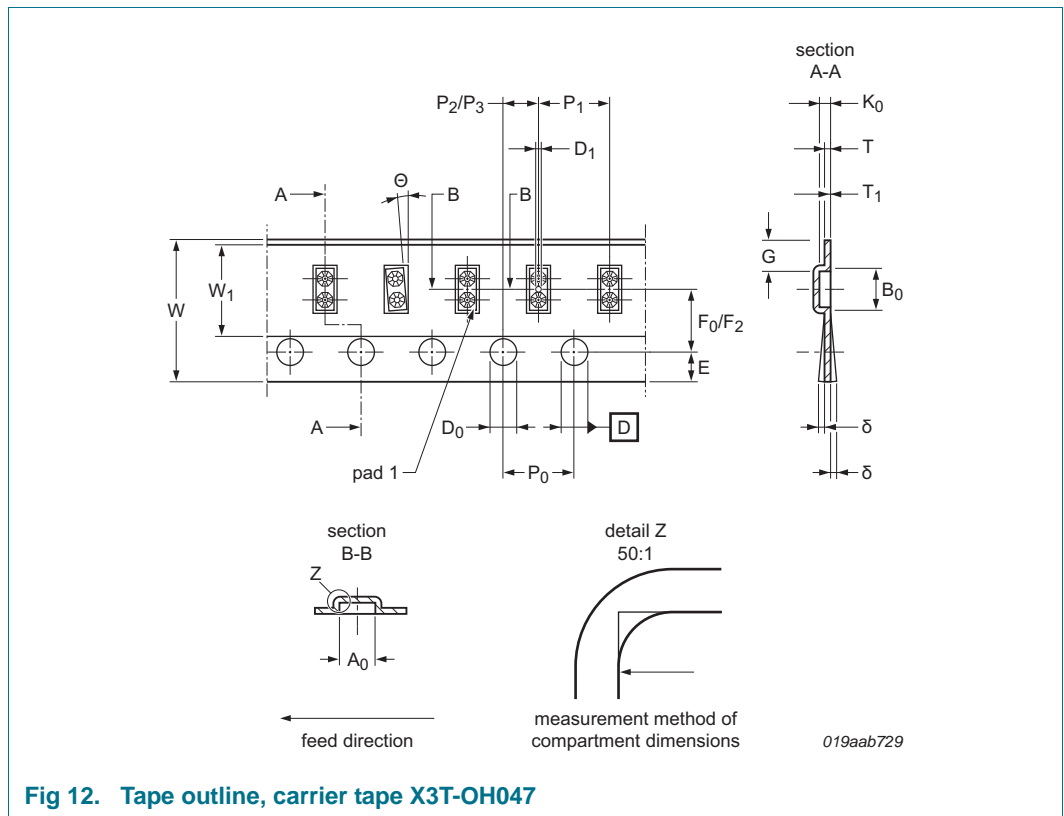 section
A-A
P2/P3
P1
K0
D1
T
A
Θ
B
B
T1
G
W
W1
B0
F0/F2
E
A
D0
D
δ
pad 1
P0
δ
section
B-B
detail Z
50:1
Z
A0
feed direction
measurement method of
compartment dimensions
019aab729
Fig 12. Tape outline, carrier tape X3T-OH047